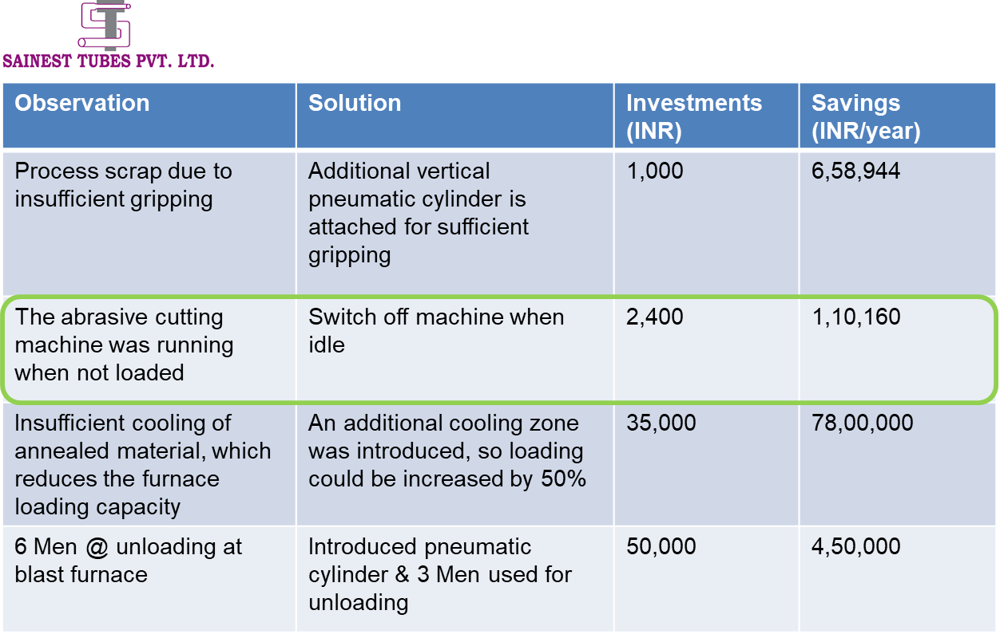 SAINEST TUBES PVT. LTD.
Observation
Solution
Investments
(INR)
Savings
(INR/year)
Process scrap due to
insufficient gripping
Additional vertical
pneumatic cylinder is
attached for sufficient
gripping
1,000
6,58,944
The abrasive cutting
machine was running
when not loaded
Switch off machine when
idle
2,400
1,10,160
Insufficient cooling of
annealed material, which
reduces the furnace
loading capacity
An additional cooling zone
was introduced, so loading
could be increased by 50%
35,000
78,00,000
6 Men @ unloading at
blast furnace
Introduced pneumatic
cylinder & 3 Men used for
unloading
50,000
4,50,000